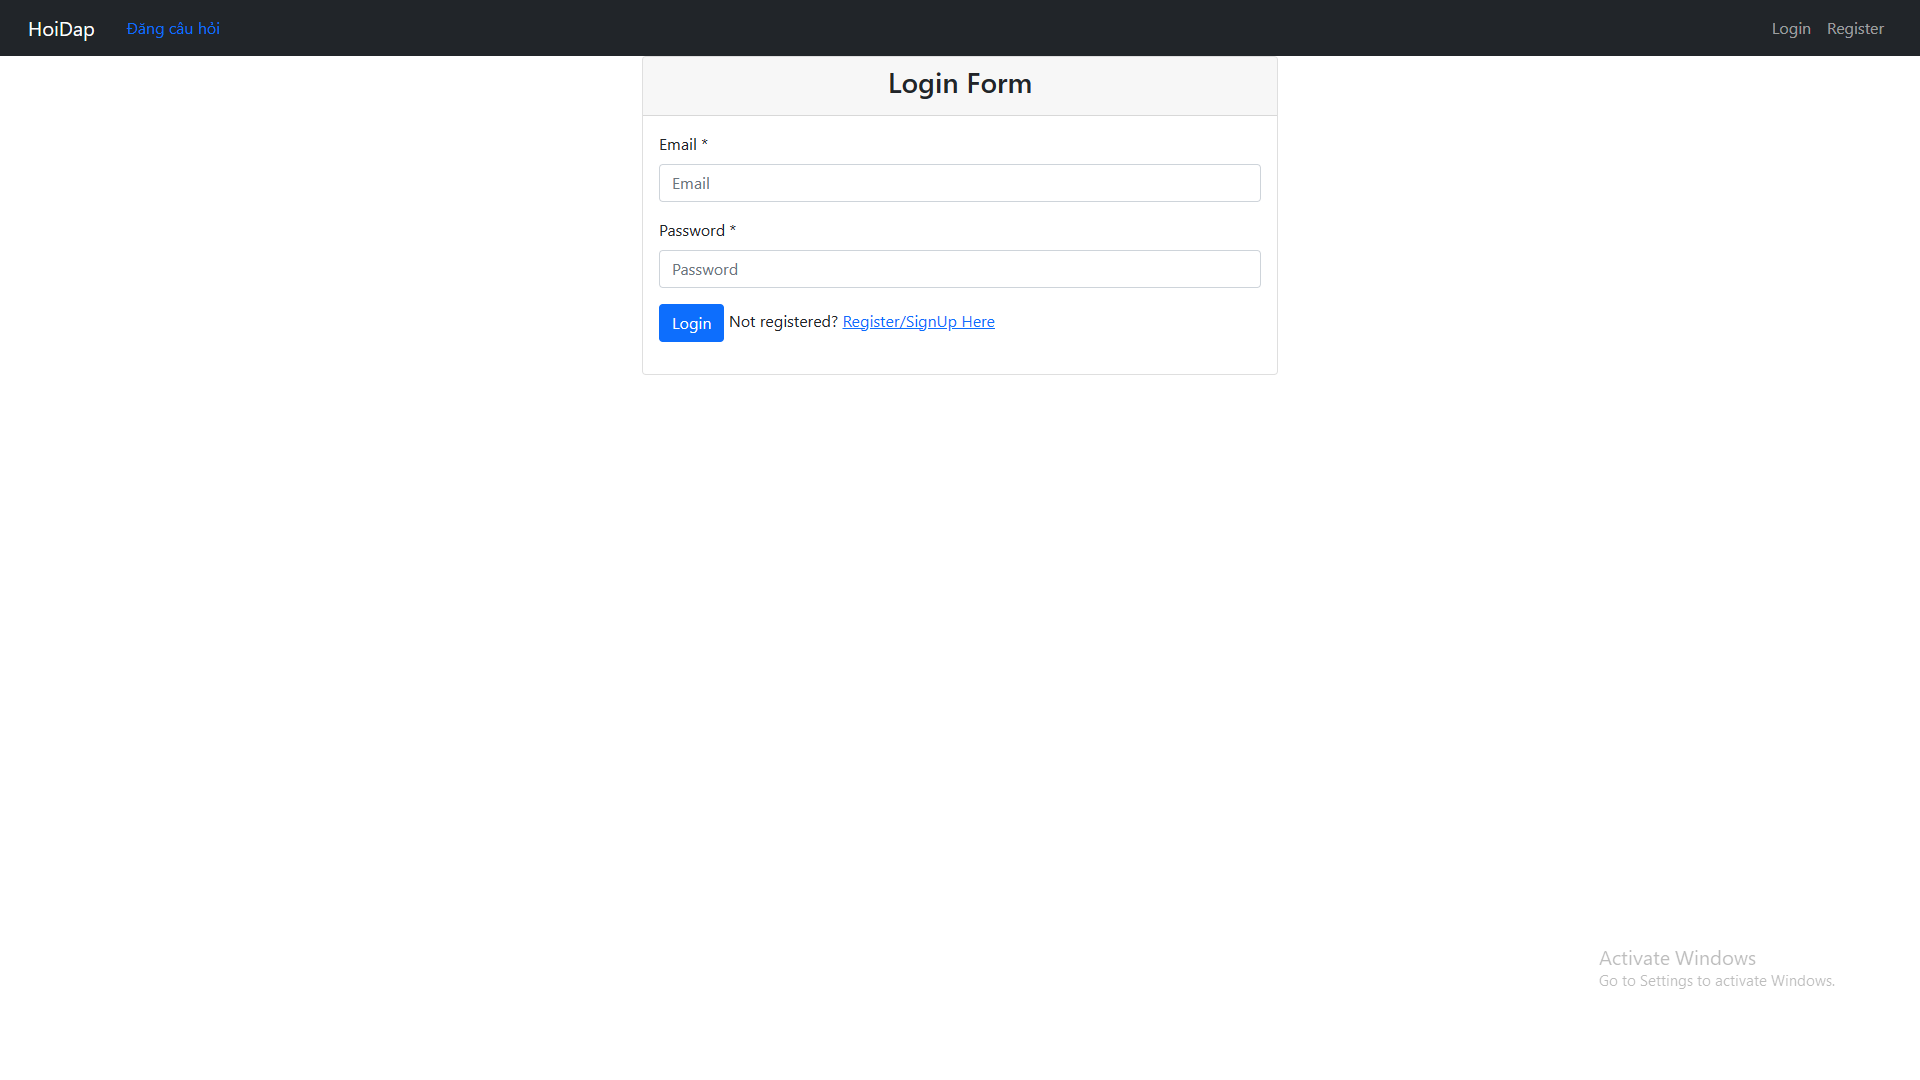 HoiDap Đăng câu hỏi Login Register
Login Form
Email *
Email
Password *
Password
Login Not registered? Register/SignUp Here
Activate Windows
Go to Settings to activate Windows.